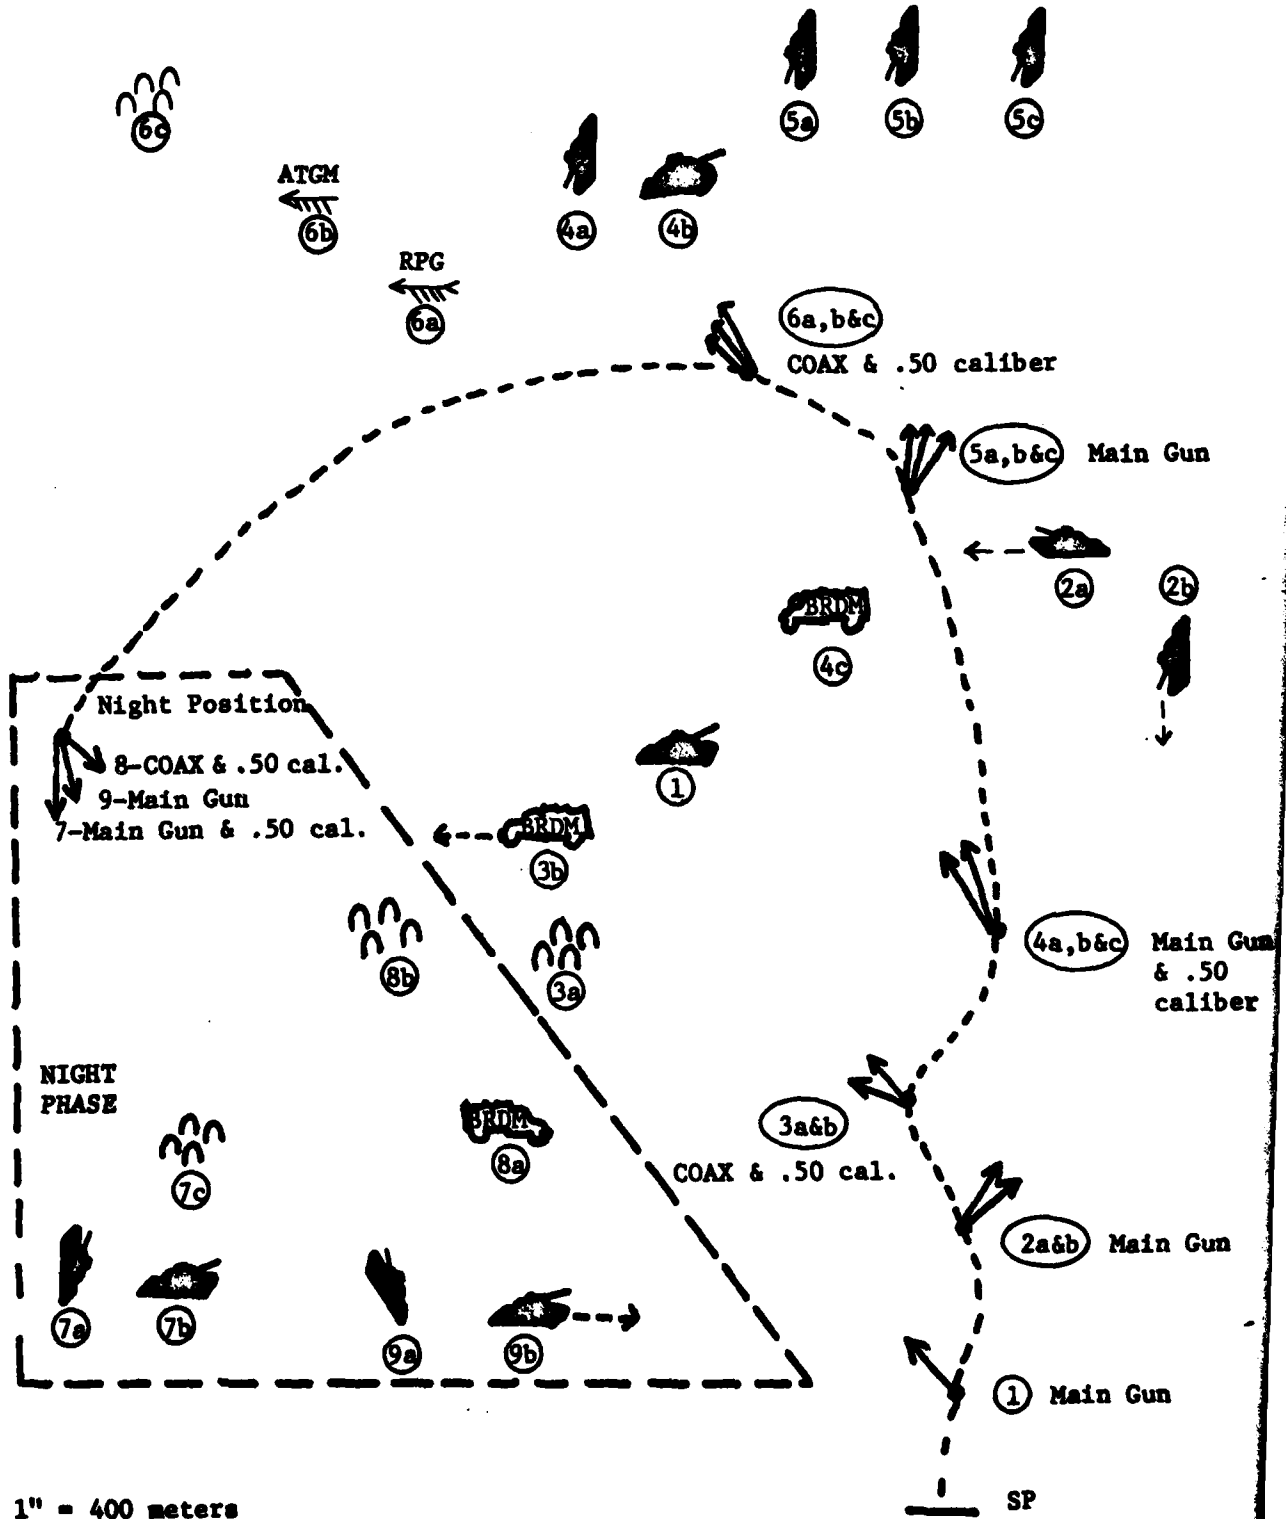 5a
5b
5c
6c
ATGM
6b
4a
4b
RPG
6a
6a,b&c
COAX & .50 caliber
5a,b&c Main Gun
2a
2b
BRDM
4c
Night Position
8-COAX & .50 cal.
9-Main Gun
7-Main Gun & .50 cal.
1
BRDM
3b
8b
3a
4a,b&c Main Gun
& .50
caliber
NIGHT
PHASE
7c
BRDM
8a
3a&b
COAX & .50 cal.
2a&b Main Gun
7a
7b
9a
9b
1 Main Gun
SP
1" = 400 meters